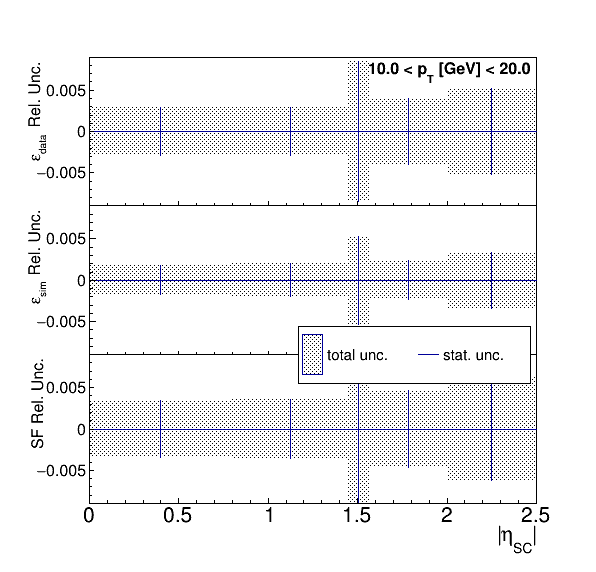 10.0 < p_T [GeV] < 20.0
ε_data Rel. Unc.
0.005
0
−0.005
ε_sim Rel. Unc.
0.005
0
−0.005
total unc.
stat. unc.
SF Rel. Unc.
0.005
0
−0.005
0 0.5 1 1.5 2 2.5
|η_SC|